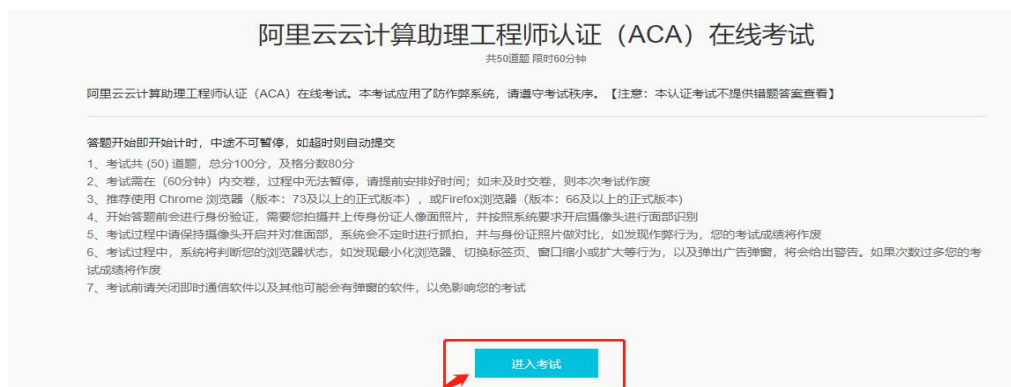 阿里云云计算助理工程师认证（ACA）在线考试
共50道题 限时60分钟
阿里云云计算助理工程师认证（ACA）在线考试。本考试应用了防作弊系统，请遵守考试秩序。【注意：本认证考试不提供错题答案查看】
答题开始即开始计时，中途不可暂停，如超时则自动提交
1、考试共 (50) 道题，总分100分，及格分数80分
2、考试需在（60分钟）内交卷，过程中无法暂停，请提前安排好时间；如未及时交卷，则本次考试作废
3、推荐使用 Chrome 浏览器（版本：73及以上的正式版本），或Firefox浏览器（版本：66及以上的正式版本)
4、开始答题前会进行身份验证，需要您拍摄并上传身份证人像面照片，并按照系统要求开启摄像头进行面部识别
5、考试过程中请保持摄像头开启并对准面部，系统会不定时进行抓拍，并与身份证照片做对比，如发现作弊行为，您的考试成绩将作废
6、考试过程中，系统将判断您的浏览器状态，如发现最小化浏览器、切换标签页、窗口缩小或扩大等行为，以及弹出广告弹窗，将会给出警告。如果次数过多您的考
试成绩将作废
7、考试前请关闭即时通信软件以及其他可能会有弹窗的软件，以免影响您的考试
进入考试